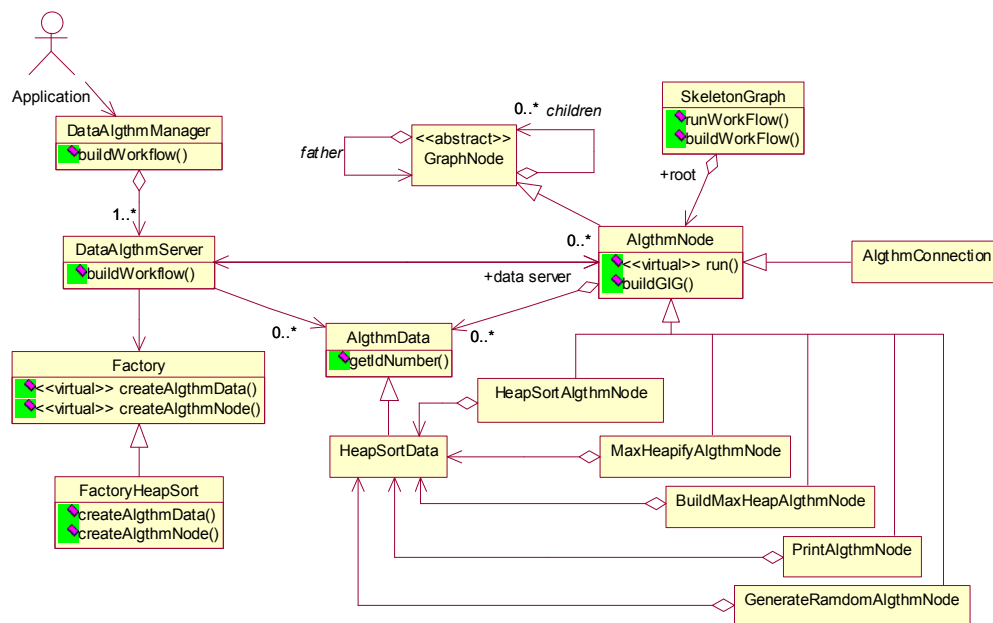 Application
DataAlgthmManager
buildWorkflow()
1..*
DataAlgthmServer
buildWorkflow()
0..*
Factory
<<virtual>> createAlgthmData()
<<virtual>> createAlgthmNode()
FactoryHeapSort
createAlgthmData()
createAlgthmNode()
father
<<abstract>>
GraphNode
0..* children
SkeletonGraph
runWorkFlow()
buildWorkFlow()
+root
0..*
AlgthmNode
<<virtual>> run()
buildGIG()
+data server
AlgthmConnection
0..*
AlgthmData
getIdNumber()
HeapSortData
HeapSortAlgthmNode
MaxHeapifyAlgthmNode
BuildMaxHeapAlgthmNode
PrintAlgthmNode
GenerateRamdomAlgthmNode